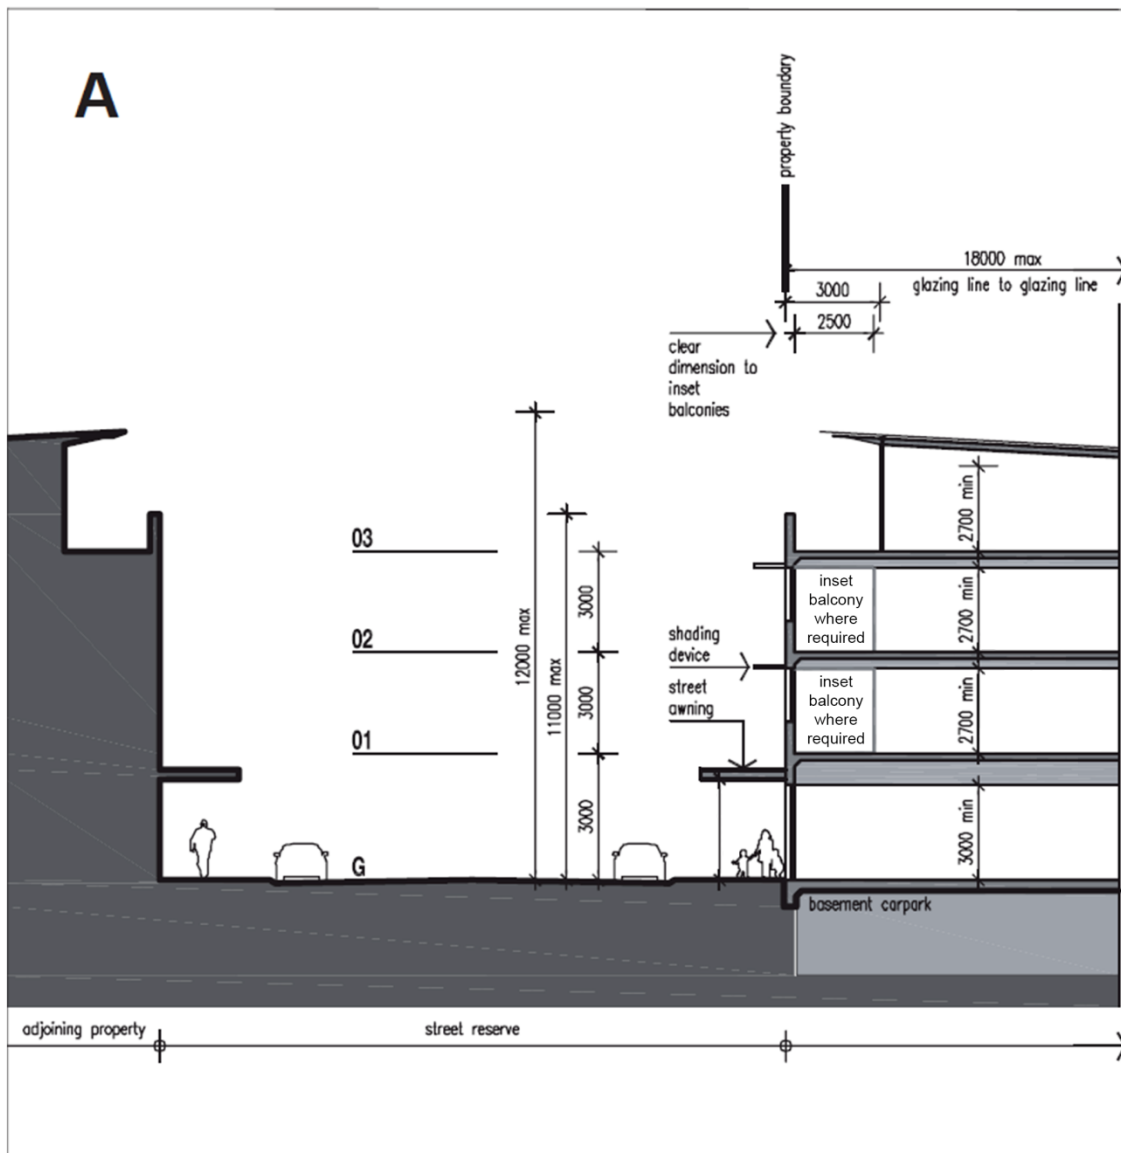 A
property boundary
18000 max
glazing line to glazing line
3000
2500
clear
dimension to
inset
balconies
12000 max
11000 max
03
02
01
G
3000
3000
3000
shading
device
street
awning
2700 min
inset
balcony
where
required
2700 min
inset
balcony
where
required
2700 min
3000 min
basement carpark
adjoining property
street reserve